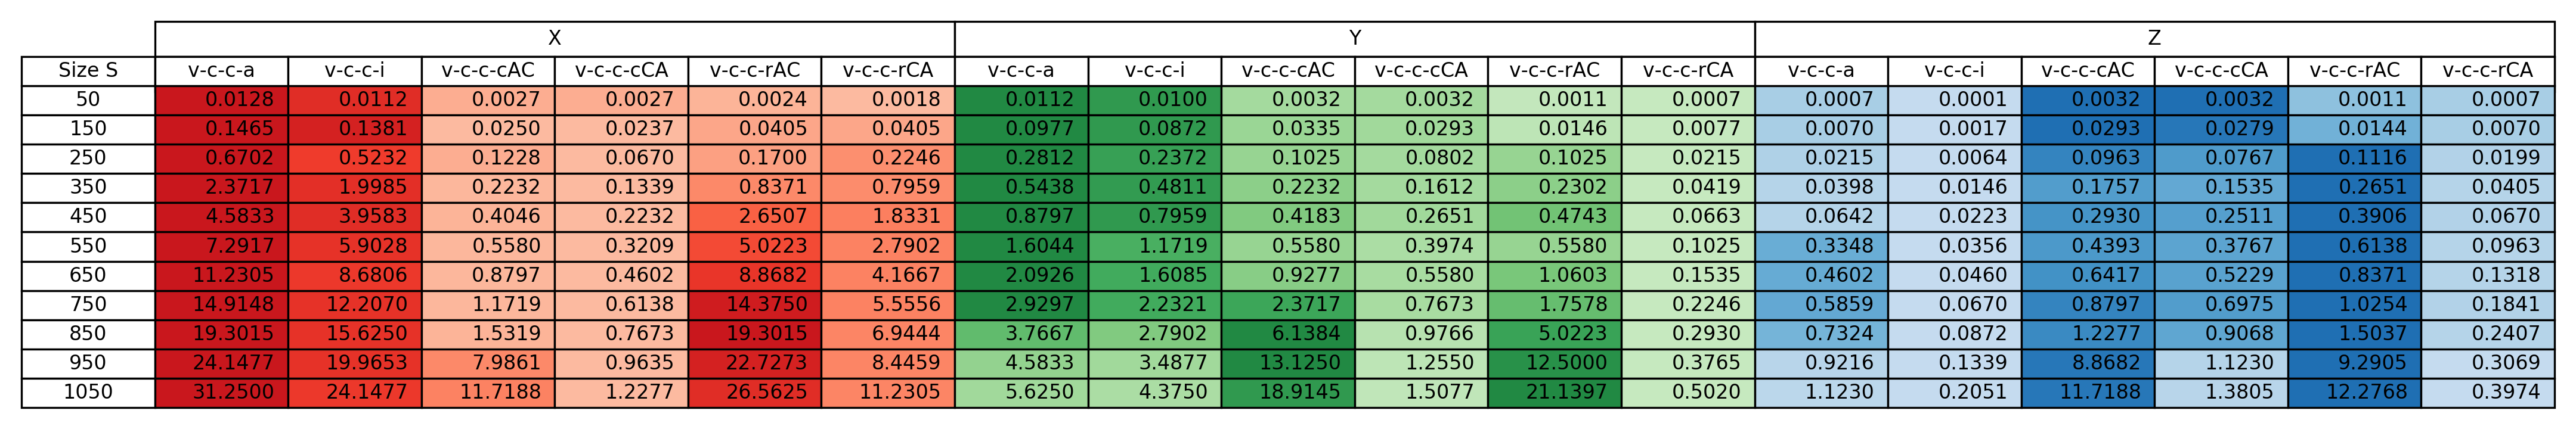 X Y Z
Size S v-c-c-a v-c-c-i v-c-c-cAC v-c-c-cCA v-c-c-rAC v-c-c-rCA v-c-c-a v-c-c-i v-c-c-cAC v-c-c-cCA v-c-c-rAC v-c-c-rCA v-c-c-a v-c-c-i v-c-c-cAC v-c-c-cCA v-c-c-rAC v-c-c-rCA
50 0.0128 0.0112 0.0027 0.0027 0.0024 0.0018 0.0112 0.0100 0.0032 0.0032 0.0011 0.0007 0.0007 0.0001 0.0032 0.0032 0.0011 0.0007
150 0.1465 0.1381 0.0250 0.0237 0.0405 0.0405 0.0977 0.0872 0.0335 0.0293 0.0146 0.0077 0.0070 0.0017 0.0293 0.0279 0.0144 0.0070
250 0.6702 0.5232 0.1228 0.0670 0.1700 0.2246 0.2812 0.2372 0.1025 0.0802 0.1025 0.0215 0.0215 0.0064 0.0963 0.0767 0.1116 0.0199
350 2.3717 1.9985 0.2232 0.1339 0.8371 0.7959 0.5438 0.4811 0.2232 0.1612 0.2302 0.0419 0.0398 0.0146 0.1757 0.1535 0.2651 0.0405
450 4.5833 3.9583 0.4046 0.2232 2.6507 1.8331 0.8797 0.7959 0.4183 0.2651 0.4743 0.0663 0.0642 0.0223 0.2930 0.2511 0.3906 0.0670
550 7.2917 5.9028 0.5580 0.3209 5.0223 2.7902 1.6044 1.1719 0.5580 0.3974 0.5580 0.1025 0.3348 0.0356 0.4393 0.3767 0.6138 0.0963
650 11.2305 8.6806 0.8797 0.4602 8.8682 4.1667 2.0926 1.6085 0.9277 0.5580 1.0603 0.1535 0.4602 0.0460 0.6417 0.5229 0.8371 0.1318
750 14.9148 12.2070 1.1719 0.6138 14.3750 5.5556 2.9297 2.2321 2.3717 0.7673 1.7578 0.2246 0.5859 0.0670 0.8797 0.6975 1.0254 0.1841
850 19.3015 15.6250 1.5319 0.7673 19.3015 6.9444 3.7667 2.7902 6.1384 0.9766 5.0223 0.2930 0.7324 0.0872 1.2277 0.9068 1.5037 0.2407
950 24.1477 19.9653 7.9861 0.9635 22.7273 8.4459 4.5833 3.4877 13.1250 1.2550 12.5000 0.3765 0.9216 0.1339 8.8682 1.1230 9.2905 0.3069
1050 31.2500 24.1477 11.7188 1.2277 26.5625 11.2305 5.6250 4.3750 18.9145 1.5077 21.1397 0.5020 1.1230 0.2051 11.7188 1.3805 12.2768 0.3974